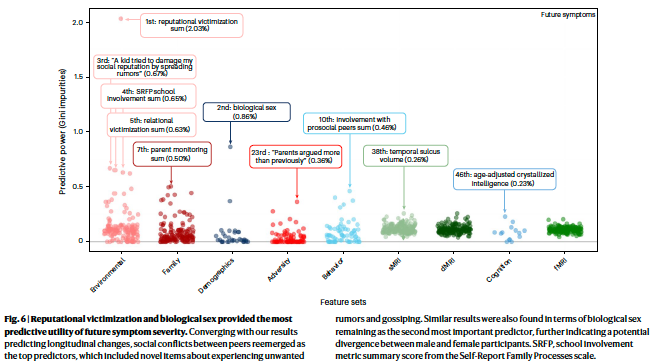 Future symptoms
1st: reputational victimization
sum (2.03%)
3rd: "A kid tried to damage my
social reputation by spreading
rumors" (0.67%)
4th: SRFP school
involvement sum (0.65%)
5th: relational
victimization sum (0.63%)
7th: parent monitoring
sum (0.50%)
2nd: biological sex
(0.86%)
23rd : "Parents argued more
than previously" (0.36%)
10th: Involvement with
prosocial peers sum (0.46%)
38th: temporal sulcus
volume (0.26%)
46th: age-adjusted crystallized
intelligence (0.23%)
Predictive power (Gini impurities)
2.0
1.5
1.0
0.5
0
Environmental
Family
Demographics
Adversity
Behavior
sMRI
dMRI
Cognition
fMRI
Feature sets
Fig. 6 | Reputational victimization and biological sex provided the most
predictive utility of future symptom severity. Converging with our results
predicting longitudinal changes, social conflicts between peers reemerged as
the top predictors, which included novel items about experiencing unwanted
rumors and gossiping. Similar results were also found in terms of biological sex
remaining as the second most important predictor, further indicating a potential
divergence between male and female participants. SRFP, school involvement
metric summary score from the Self-Report Family Processes scale.